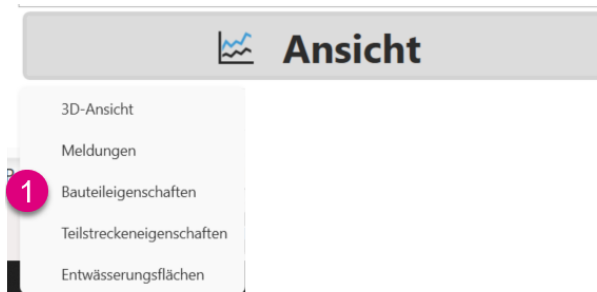 Ansicht
3D-Ansicht
Meldungen
1 Bauteileigenschaften
Teilstreckeneigenschaften
Entwässerungsflächen